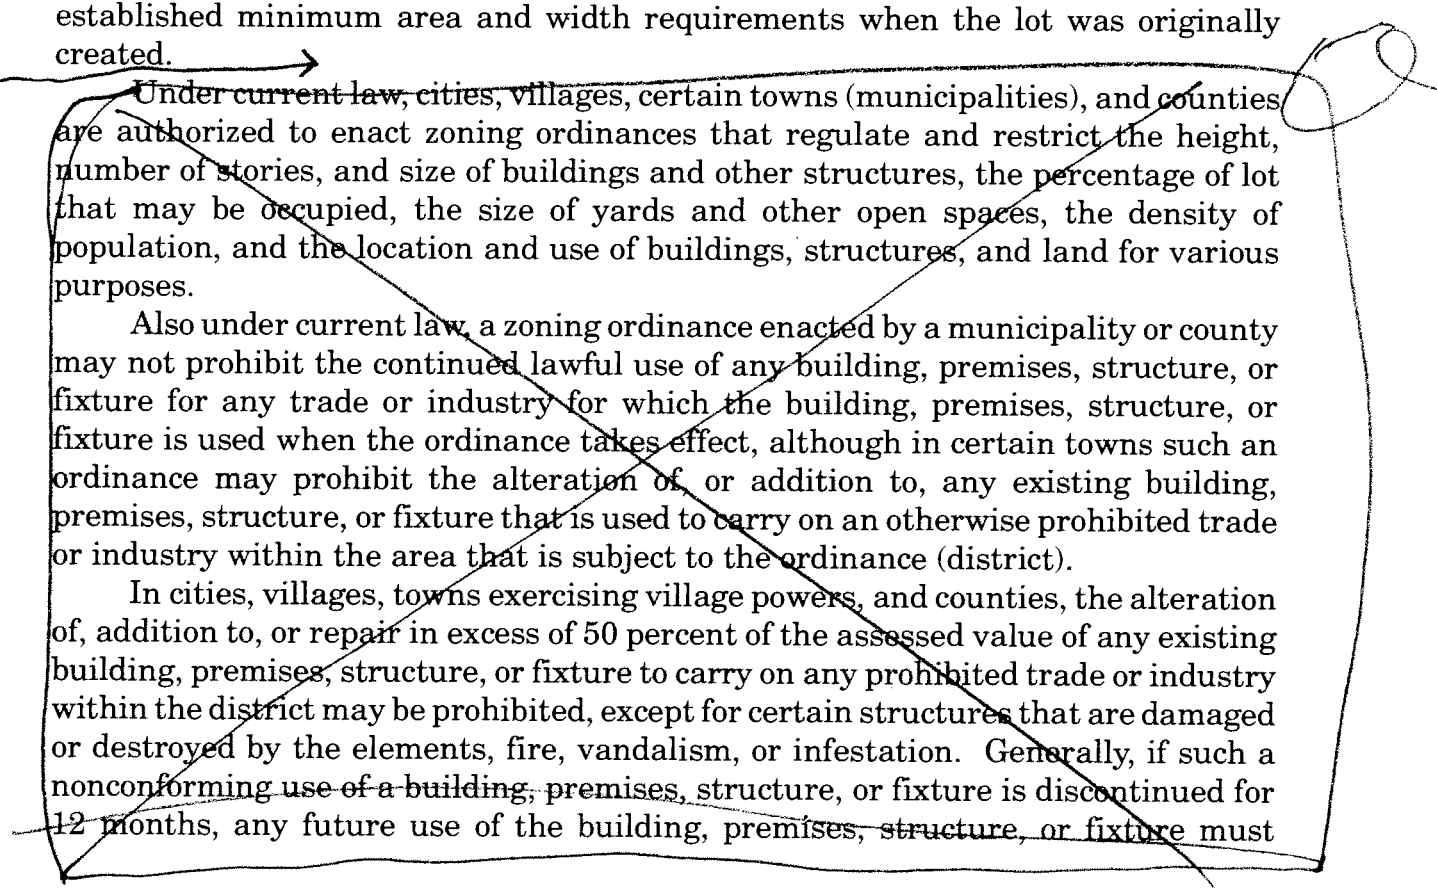 established minimum area and width requirements when the lot was originally
created.
Under current law, cities, villages, certain towns (municipalities), and counties
are authorized to enact zoning ordinances that regulate and restrict the height,
number of stories, and size of buildings and other structures, the percentage of lot
that may be occupied, the size of yards and other open spaces, the density of
population, and the location and use of buildings, structures, and land for various
purposes.
Also under current law, a zoning ordinance enacted by a municipality or county
may not prohibit the continued lawful use of any building, premises, structure, or
fixture for any trade or industry for which the building, premises, structure, or
fixture is used when the ordinance takes effect, although in certain towns such an
ordinance may prohibit the alteration of, or addition to, any existing building,
premises, structure, or fixture that is used to carry on an otherwise prohibited trade
or industry within the area that is subject to the ordinance (district).
In cities, villages, towns exercising village powers, and counties, the alteration
of, addition to, or repair in excess of 50 percent of the assessed value of any existing
building, premises, structure, or fixture to carry on any prohibited trade or industry
within the district may be prohibited, except for certain structures that are damaged
or destroyed by the elements, fire, vandalism, or infestation. Generally, if such a
nonconforming use of a building, premises, structure, or fixture is discontinued for
12 months, any future use of the building, premises, structure, or fixture must